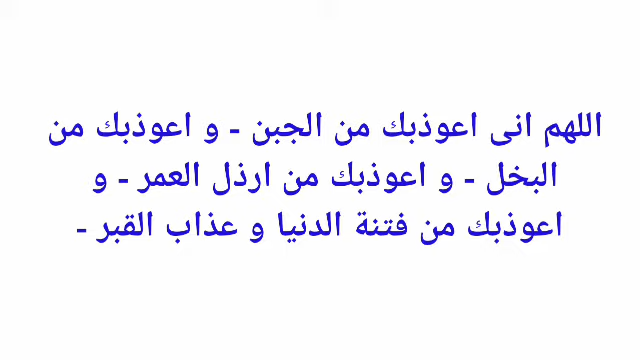 اللهم انى اعوذبك من الجبن - و اعوذبك من
البخل - و اعوذبك من ارذل العمر - و
اعوذبك من فتنة الدنيا و عذاب القبر -